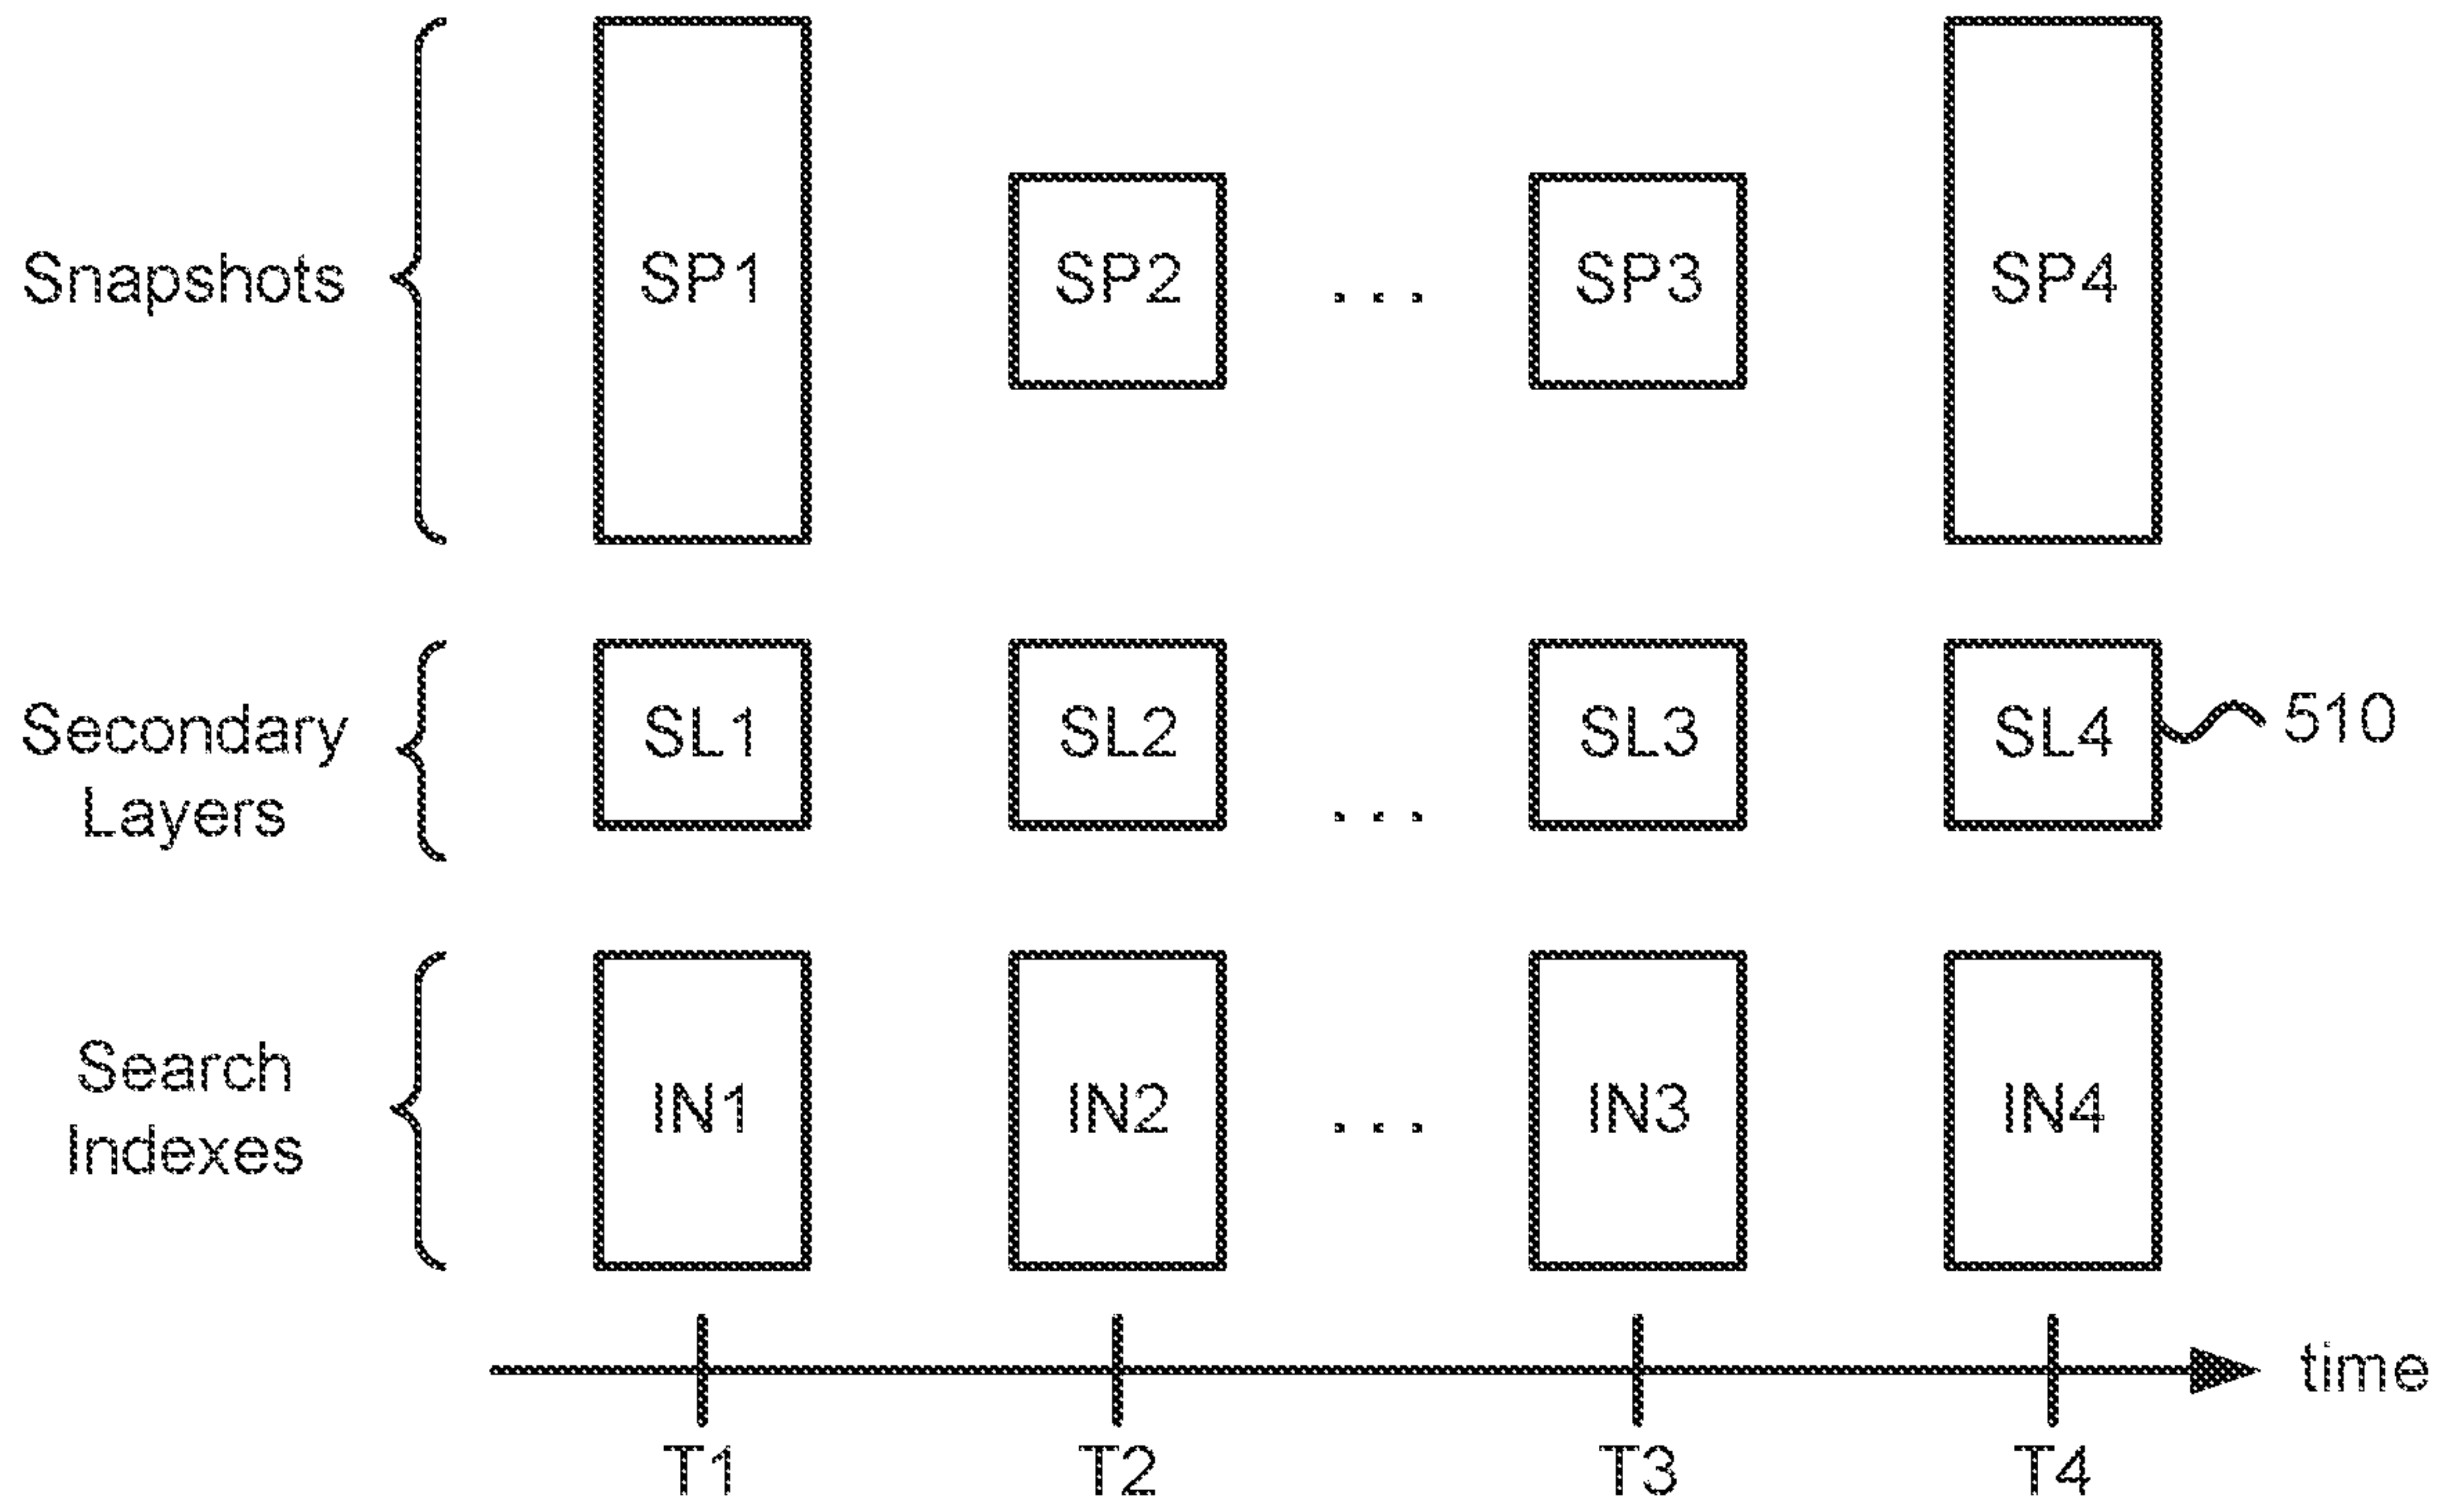 Snapshots
SP1
SP2
. . .
SP3
SP4
Secondary
Layers
SL1
SL2
. . .
SL3
SL4
510
Search
Indexes
IN1
IN2
. . .
IN3
IN4
time
T1
T2
T3
T4